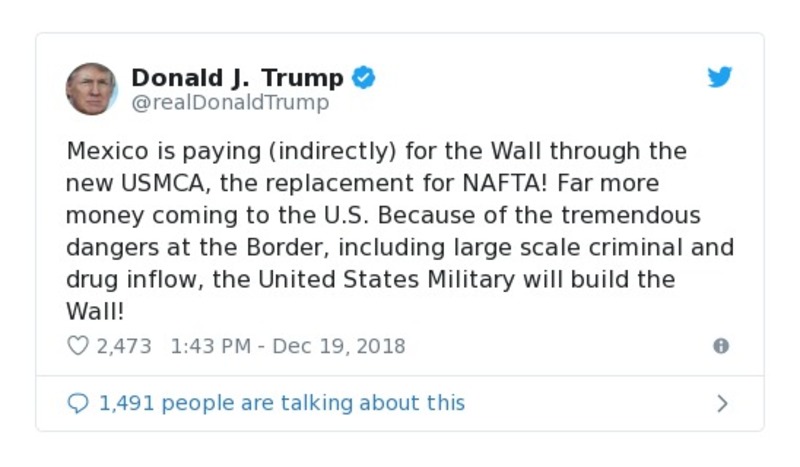 Donald J. Trump
@realDonaldTrump
Mexico is paying (indirectly) for the Wall through the
new USMCA, the replacement for NAFTA! Far more
money coming to the U.S. Because of the tremendous
dangers at the Border, including large scale criminal and
drug inflow, the United States Military will build the
Wall!
2,473 1:43 PM - Dec 19, 2018
1,491 people are talking about this